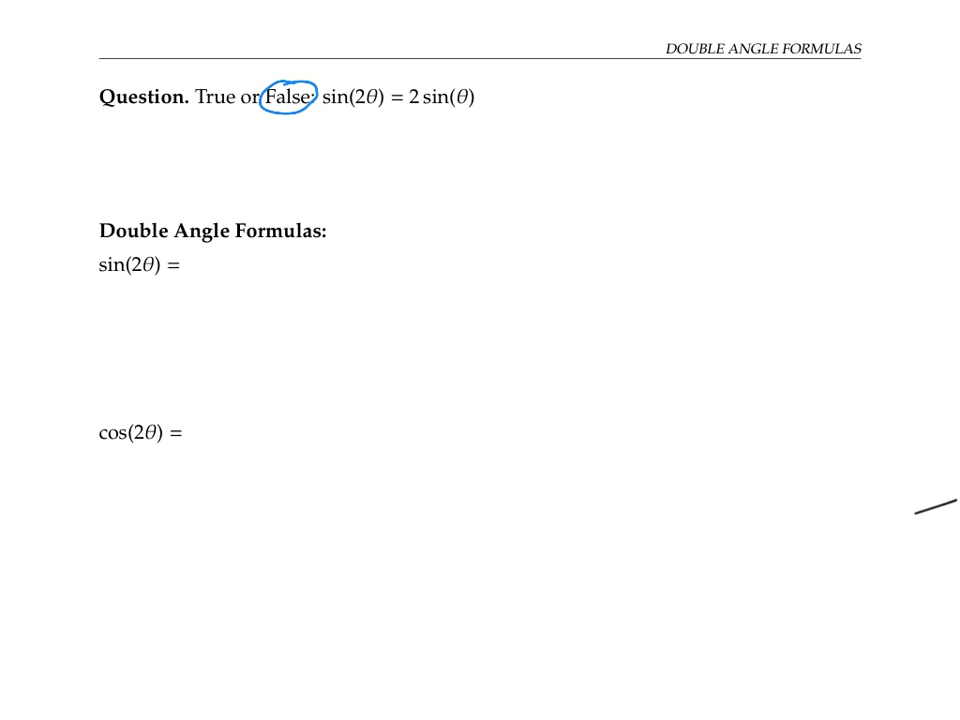 DOUBLE ANGLE FORMULAS
Question. True or False: sin(2θ) = 2 sin(θ)
Double Angle Formulas:
sin(2θ) =
cos(2θ) =